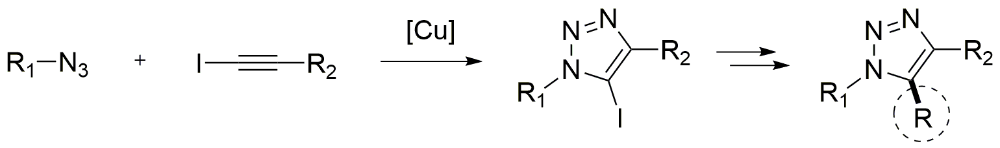 R1–N3 + I R2
[Cu]
N=N N R1 R2 I
N=N N R1 R2 R